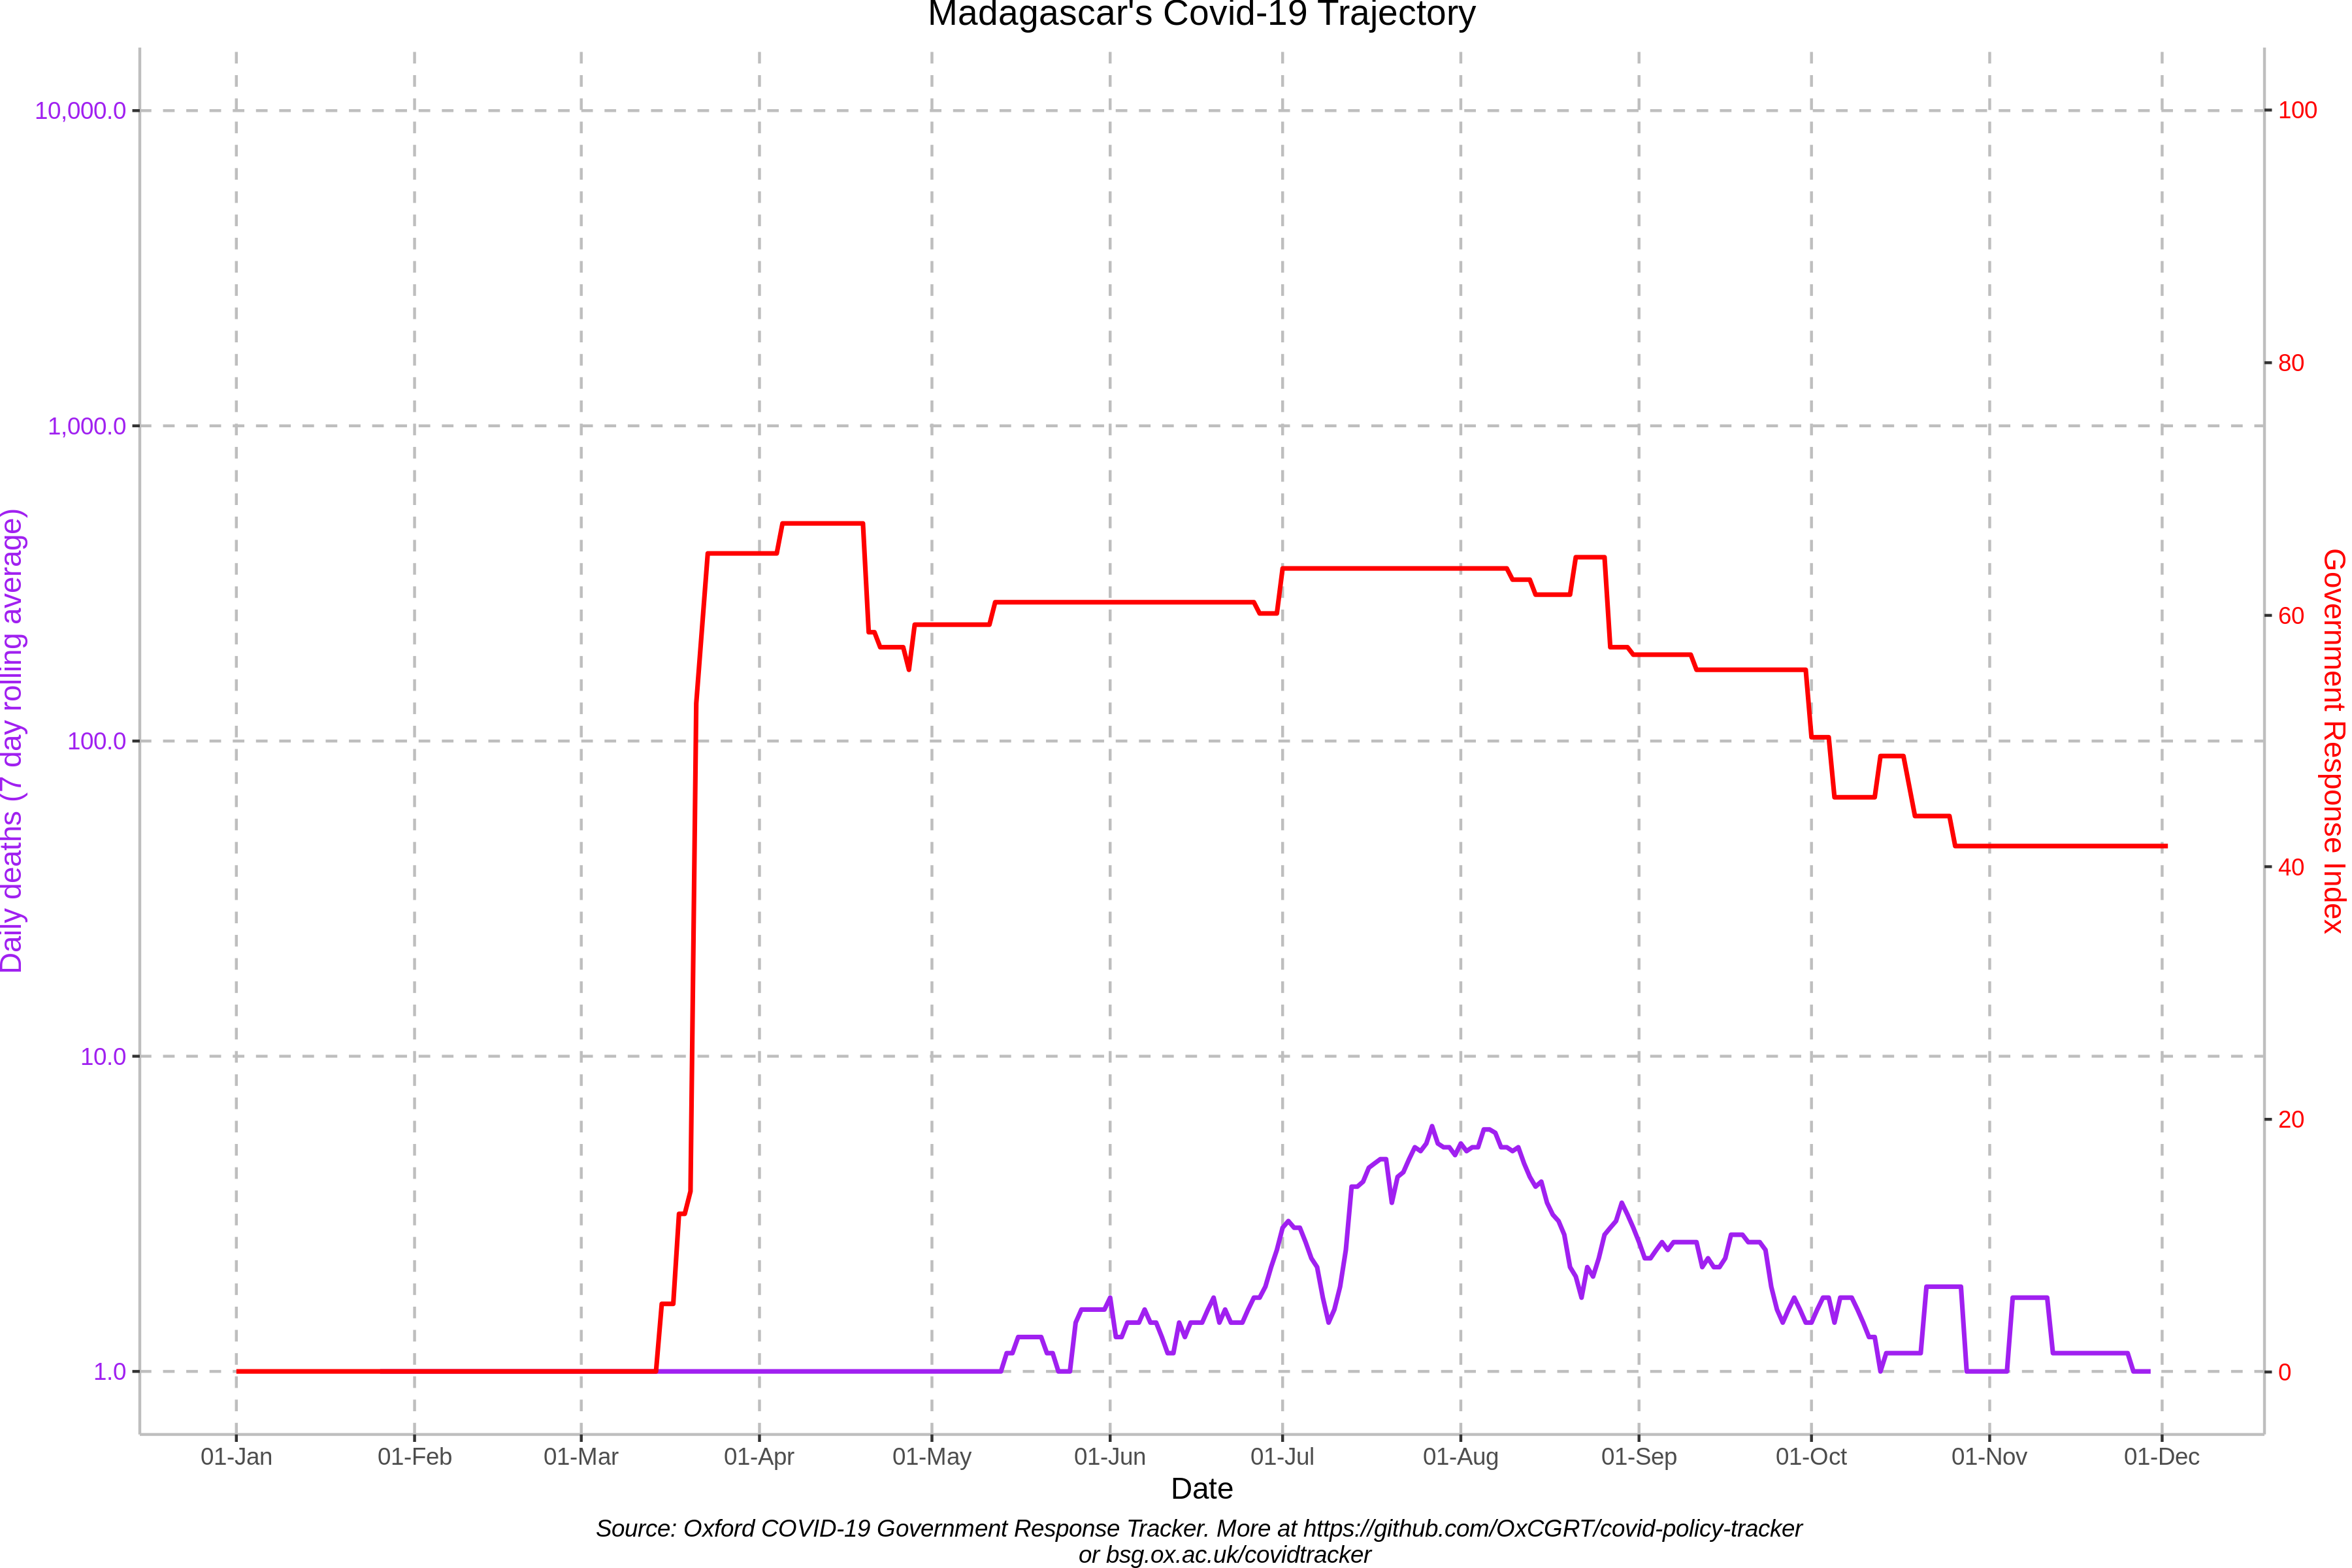 Madagascar's Covid-19 Trajectory
10,000.0
1,000.0
100.0
10.0
1.0
Daily deaths (7 day rolling average)
100
80
60
40
20
0
Government Response Index
01-Jan 01-Feb 01-Mar 01-Apr 01-May 01-Jun 01-Jul 01-Aug 01-Sep 01-Oct 01-Nov 01-Dec
Date
Source: Oxford COVID-19 Government Response Tracker. More at https://github.com/OxCGRT/covid-policy-tracker
or bsg.ox.ac.uk/covidtracker